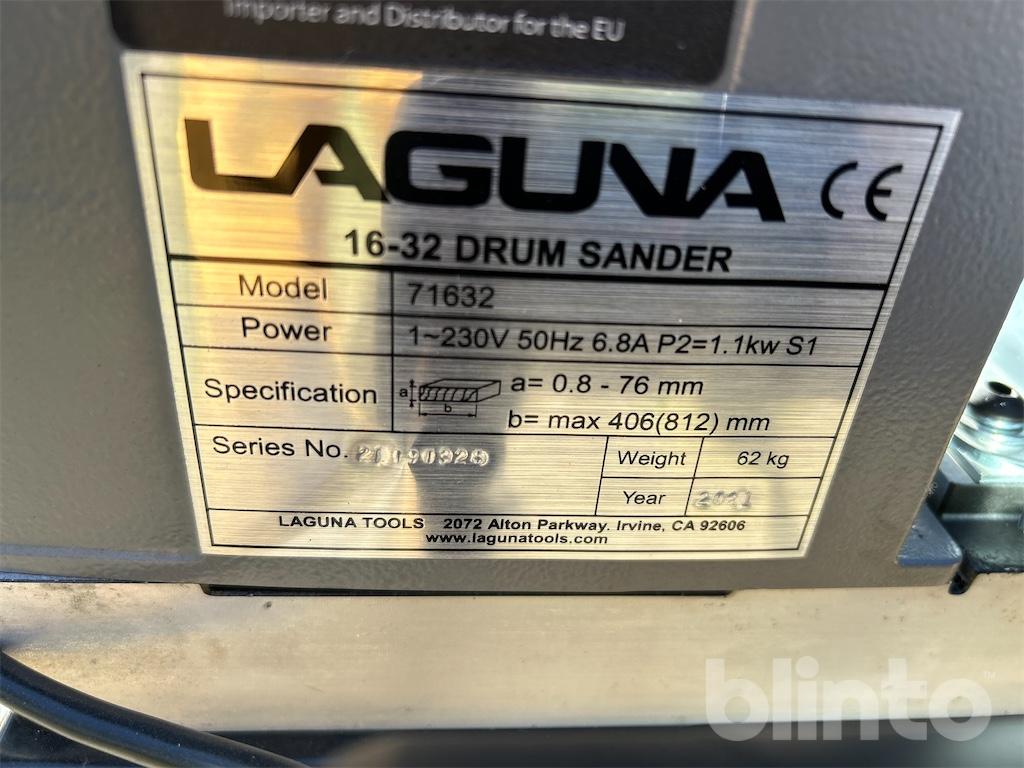 Importer and Distributor for the EU
LAGUNA CE
16-32 DRUM SANDER
Model 71632
Power 1~230V 50Hz 6.8A P2=1.1kw S1
Specification a b a= 0.8 - 76 mm
b= max 406(812) mm
Series No.
Weight 62 kg
Year 2021
LAGUNA TOOLS 2072 Alton Parkway. Irvine, CA 92606
www.lagunatools.com
blinto™